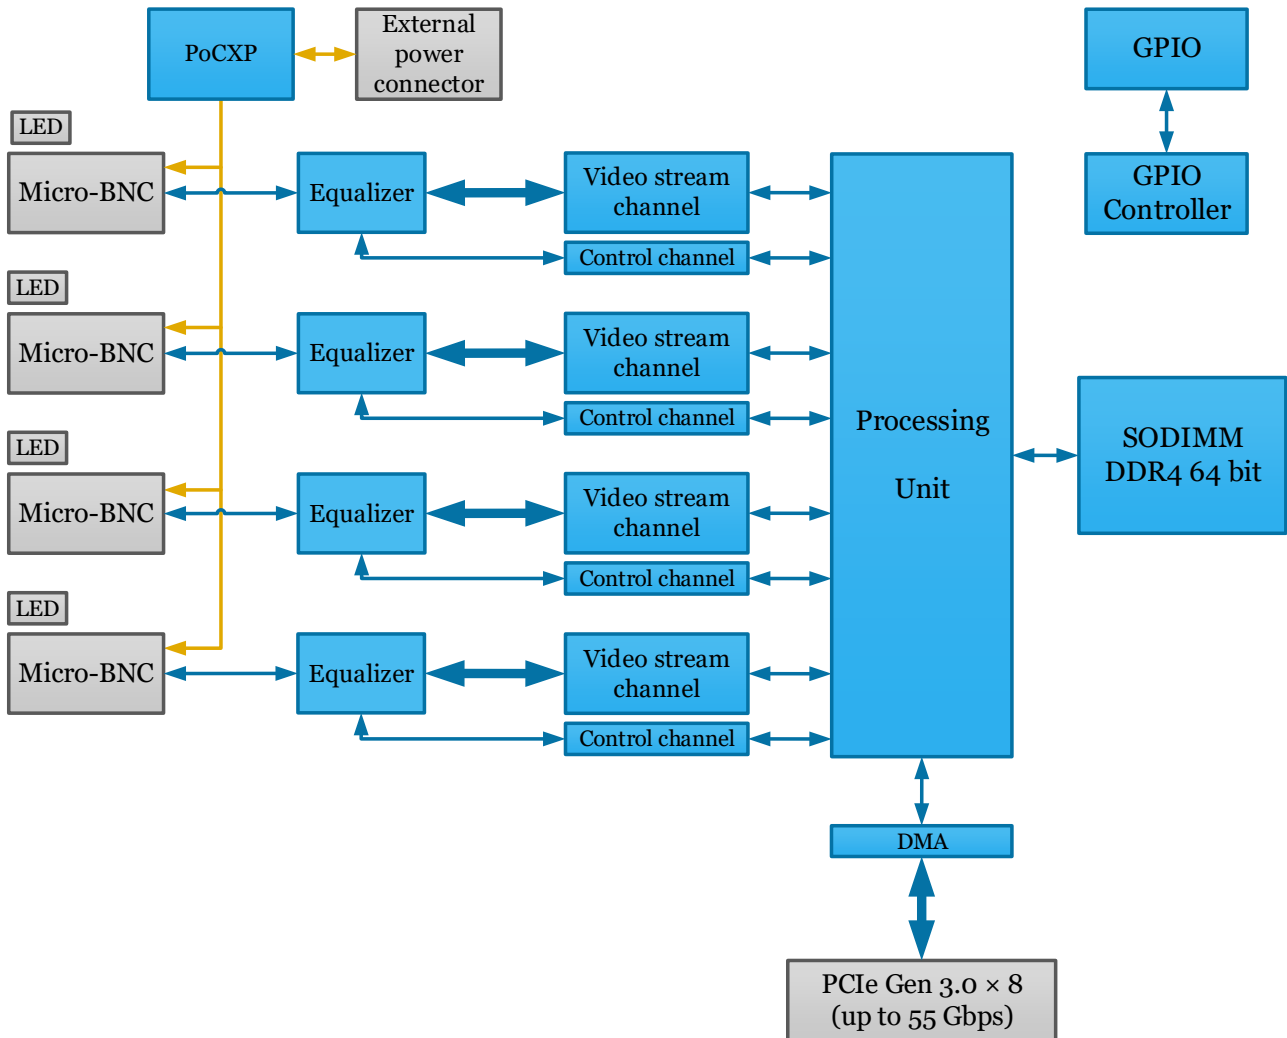 PoCXP
External
power
connector
GPIO
LED
Micro-BNC
Equalizer
Video stream
channel
Control channel
GPIO
Controller
LED
Micro-BNC
Equalizer
Video stream
channel
Control channel
Processing
Unit
SODIMM
DDR4 64 bit
LED
Micro-BNC
Equalizer
Video stream
channel
Control channel
LED
Micro-BNC
Equalizer
Video stream
channel
Control channel
DMA
PCIe Gen 3.0 × 8
(up to 55 Gbps)